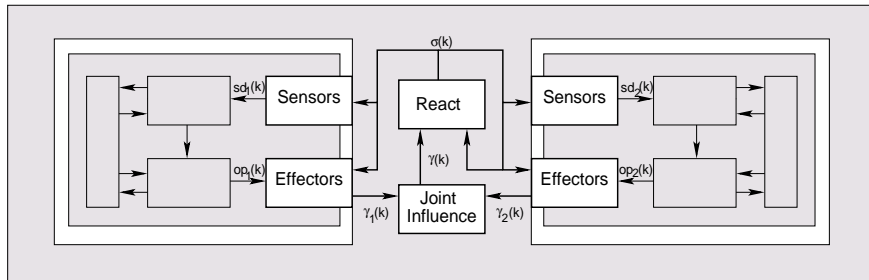 σ(k)
sd1(k)
Sensors
React
Sensors
sd2(k)
op1(k)
Effectors
γ(k)
Effectors
op2(k)
γ1(k)
Joint
Influence
γ2(k)